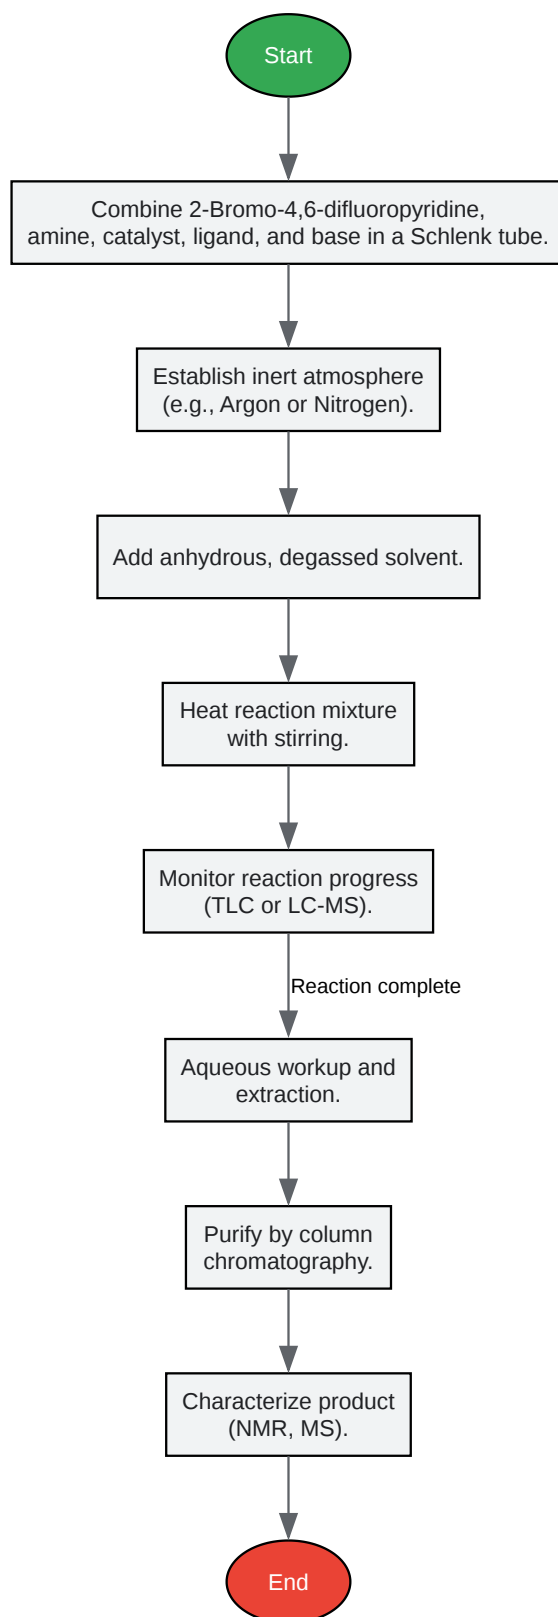 Start
Combine 2-Bromo-4,6-difluoropyridine,
amine, catalyst, ligand, and base in a Schlenk tube.
Establish inert atmosphere
(e.g., Argon or Nitrogen).
Add anhydrous, degassed solvent.
Heat reaction mixture
with stirring.
Monitor reaction progress
(TLC or LC-MS).
Reaction complete
Aqueous workup and
extraction.
Purify by column
chromatography.
Characterize product
(NMR, MS).
End